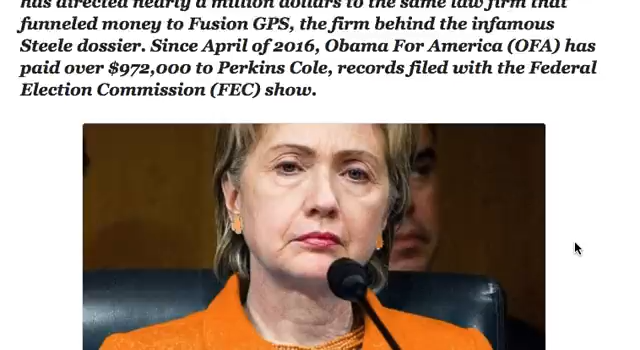 has directed nearly a million dollars to the same law firm that
funneled money to Fusion GPS, the firm behind the infamous
Steele dossier. Since April of 2016, Obama For America (OFA) has
paid over $972,000 to Perkins Cole, records filed with the Federal
Election Commission (FEC) show.